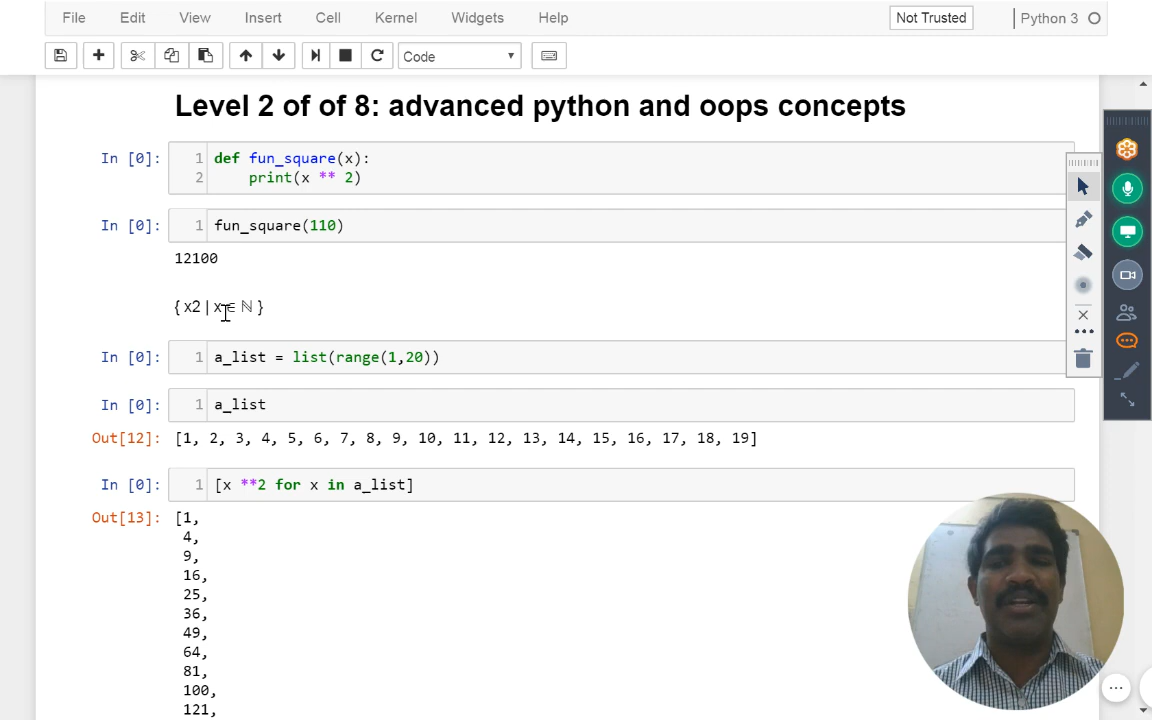 File Edit View Insert Cell Kernel Widgets Help Not Trusted Python 3
Code
Level 2 of of 8: advanced python and oops concepts
In [0]: 1 def fun_square(x):
2 print(x ** 2)
In [0]: 1 fun_square(110)
12100
{ x2 | x ∈ ℕ }
In [0]: 1 a_list = list(range(1,20))
In [0]: 1 a_list
Out[12]: [1, 2, 3, 4, 5, 6, 7, 8, 9, 10, 11, 12, 13, 14, 15, 16, 17, 18, 19]
In [0]: 1 [x **2 for x in a_list]
Out[13]: [1,
4,
9,
16,
25,
36,
49,
64,
81,
100,
121,